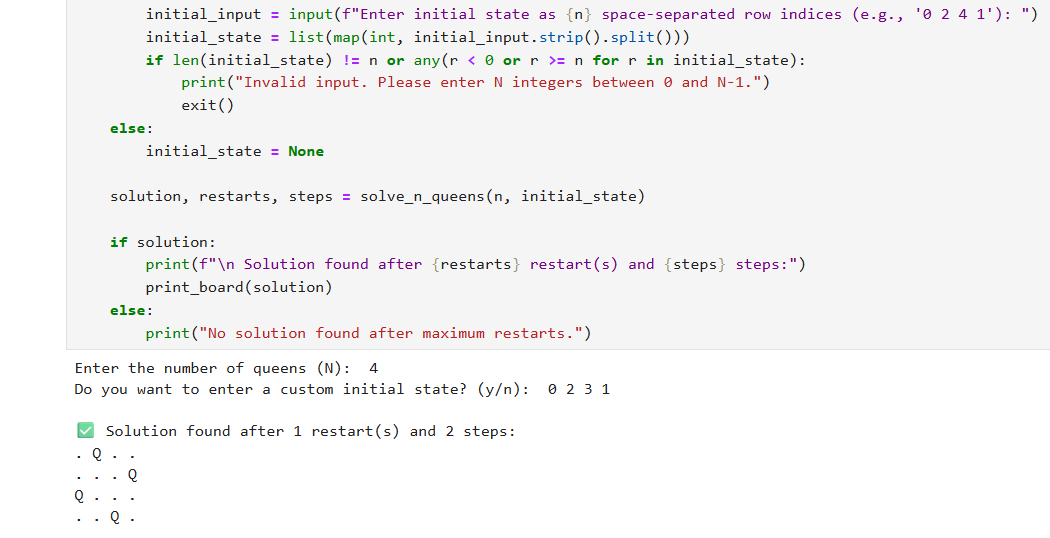 initial_input = input(f"Enter initial state as {n} space-separated row indices (e.g., '0 2 4 1'): ")
initial_state = list(map(int, initial_input.strip().split()))
if len(initial_state) != n or any(r < 0 or r >= n for r in initial_state):
print("Invalid input. Please enter N integers between 0 and N-1.")
exit()
else:
initial_state = None
solution, restarts, steps = solve_n_queens(n, initial_state)
if solution:
print(f"\n Solution found after {restarts} restart(s) and {steps} steps:")
print_board(solution)
else:
print("No solution found after maximum restarts.")
Enter the number of queens (N): 4
Do you want to enter a custom initial state? (y/n): 0 2 3 1
✅ Solution found after 1 restart(s) and 2 steps:
. Q . .
. . . Q
Q . . .
. . Q .